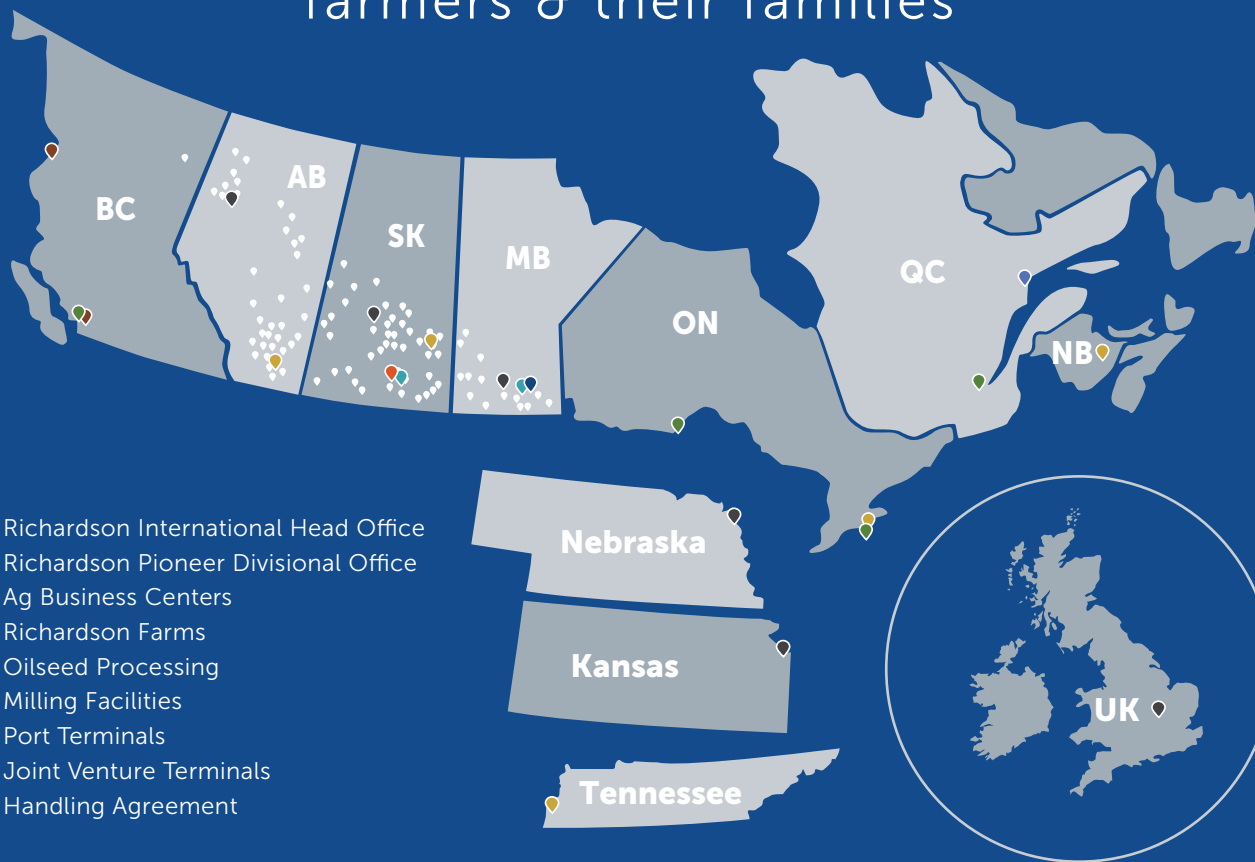 farmers & their families
BC
AB
SK
MB
ON
QC
NB
Richardson International Head Office
Richardson Pioneer Divisional Office
Ag Business Centers
Richardson Farms
Oilseed Processing
Milling Facilities
Port Terminals
Joint Venture Terminals
Handling Agreement
Nebraska
Kansas
Tennessee
UK